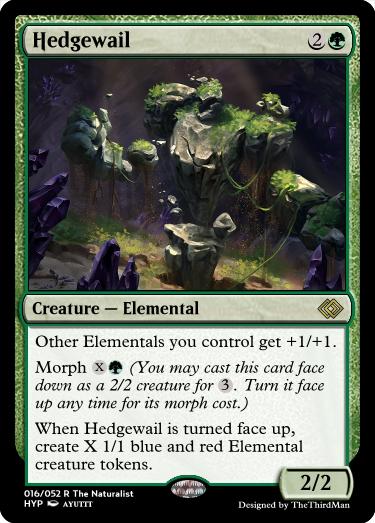 Hedgewail 2
Creature — Elemental
Other Elementals you control get +1/+1.
Morph X (You may cast this card face
down as a 2/2 creature for 3. Turn it face
up any time for its morph cost.)
When Hedgewail is turned face up,
create X 1/1 blue and red Elemental
creature tokens.
2/2
016/052 R The Naturalist
HYP AYUTIT
Designed by TheThirdMan